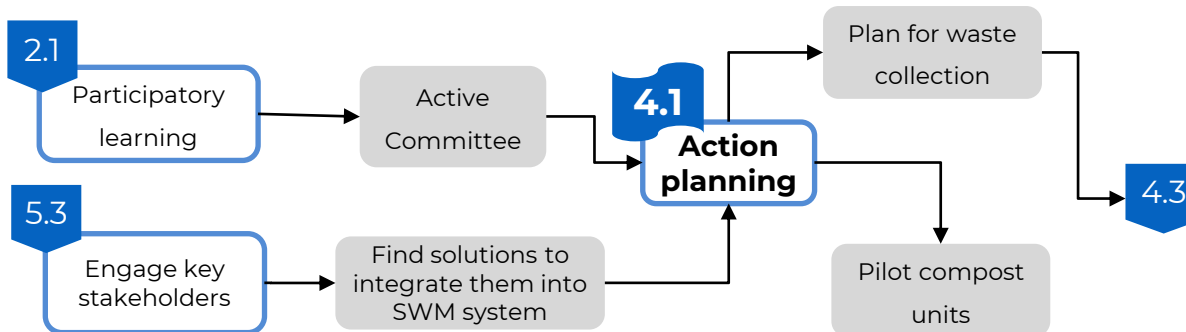 2.1
Participatory
learning
Active
Committee
4.1
Action
planning
Plan for waste
collection
4.3
5.3
Engage key
stakeholders
Find solutions to
integrate them into
SWM system
Pilot compost
units